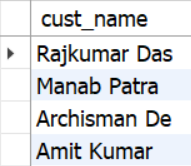 cust_name
Rajkumar Das
Manab Patra
Archisman De
Amit Kumar